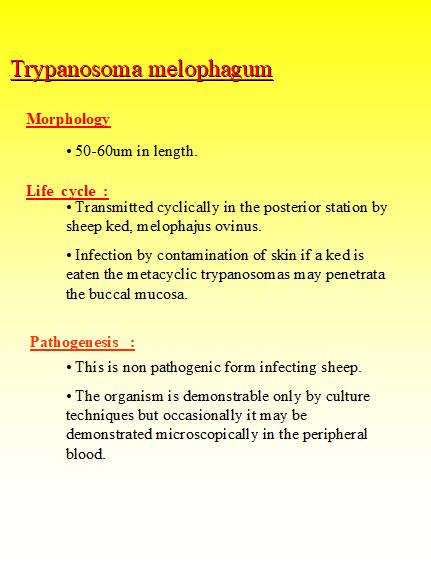 Trypanosoma melophagum
Morphology
• 50-60um in length.
Life cycle :
• Transmitted cyclically in the posterior station by
sheep ked, melophajus ovinus.
• Infection by contamination of skin if a ked is
eaten the metacyclic trypanosomas may penetrata
the buccal mucosa.
Pathogenesis :
• This is non pathogenic form infecting sheep.
• The organism is demonstrable only by culture
techniques but occasionally it may be
demonstrated microscopically in the peripheral
blood.